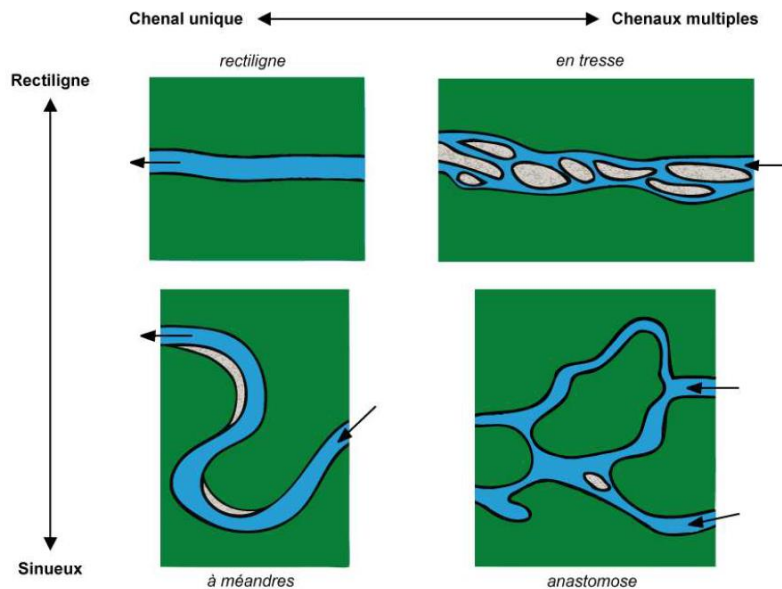 Chenal unique
Chenaux multiples
rectiligne
en tresse
Rectiligne
Sinueux
à méandres
anastomose